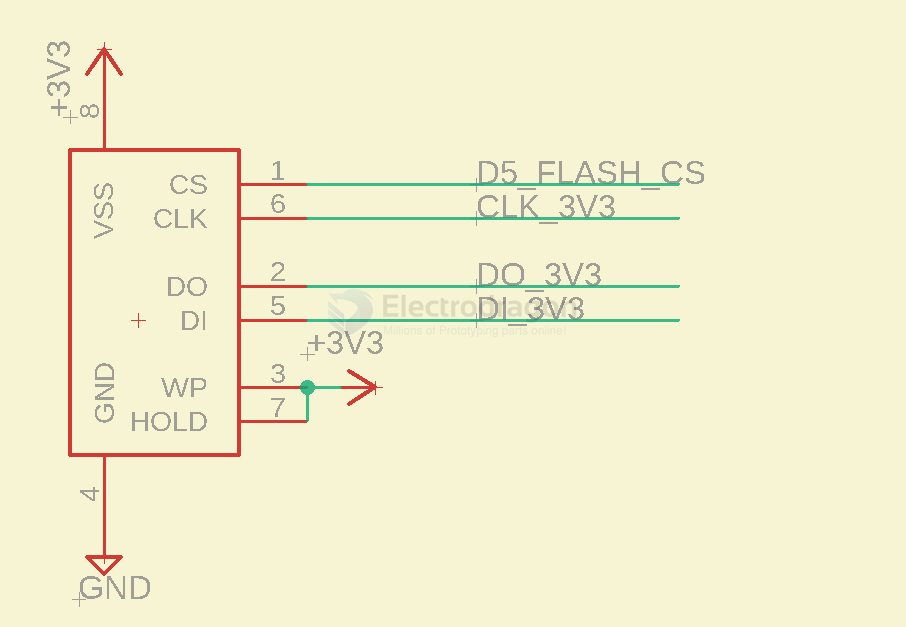 +3V3
8
VSS
CS 1 D5_FLASH_CS
CLK 6 CLK_3V3
DO 2 DO_3V3
DI 5 DI_3V3
Electrodragon
Millions of Prototyping parts online!
+3V3
GND
WP 3
HOLD 7
4
GND